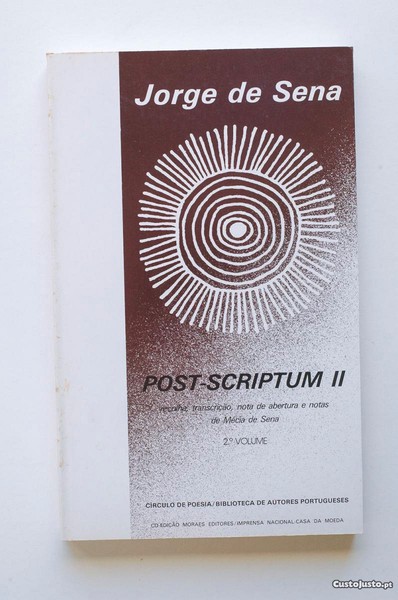 Jorge de Sena
POST-SCRIPTUM II
recolha, transcrição, nota de abertura e notas
de Mécia de Sena
2.º VOLUME
CÍRCULO DE POESIA/BIBLIOTECA DE AUTORES PORTUGUESES
CO-EDIÇÃO MORAES EDITORES/IMPRENSA NACIONAL-CASA DA MOEDA
CustoJusto.pt